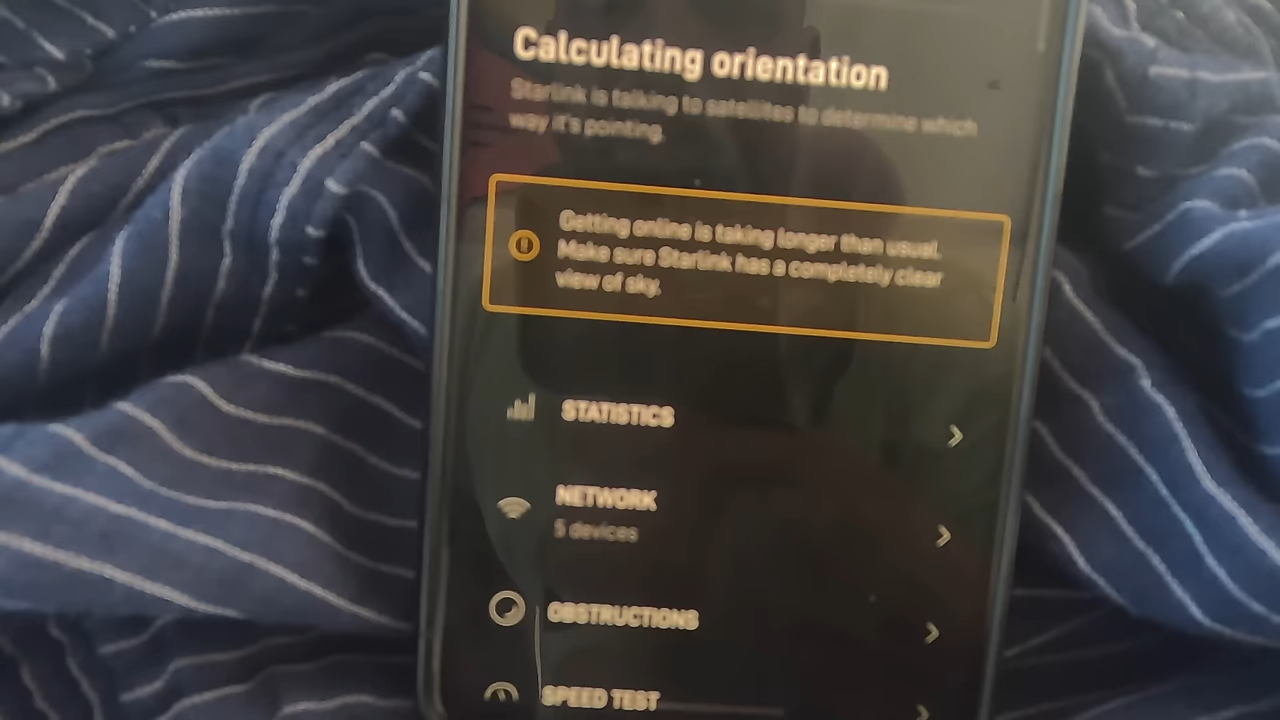 Calculating orientation
Starlink is talking to satellites to determine which
way it's pointing.
Getting online is taking longer than usual.
Make sure Starlink has a completely clear
view of sky.
STATISTICS
NETWORK
5 devices
OBSTRUCTIONS
SPEED TEST